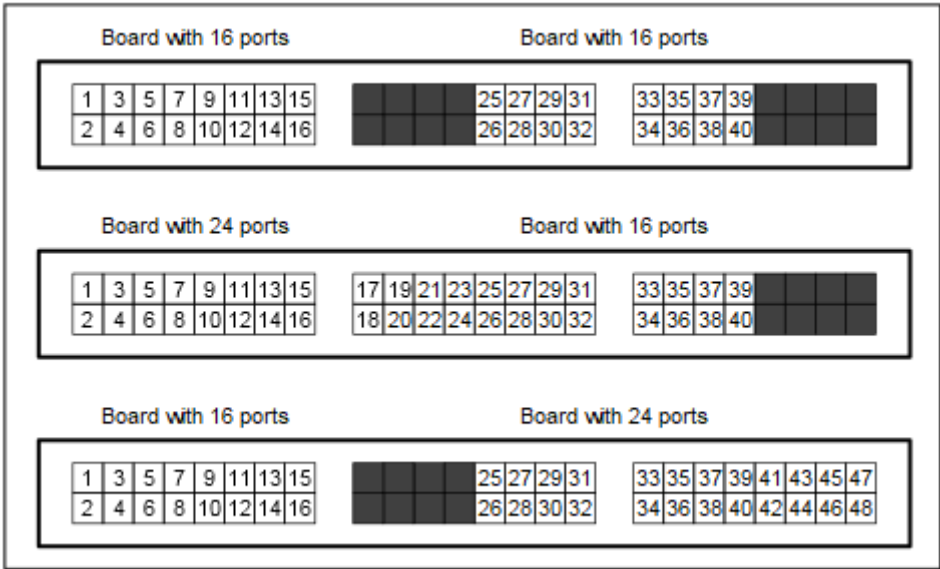 Board with 16 ports Board with 16 ports
1 3 5 7 9 11 13 15 25 27 29 31 33 35 37 39
2 4 6 8 10 12 14 16 26 28 30 32 34 36 38 40
Board with 24 ports Board with 16 ports
1 3 5 7 9 11 13 15 17 19 21 23 25 27 29 31 33 35 37 39
2 4 6 8 10 12 14 16 18 20 22 24 26 28 30 32 34 36 38 40
Board with 16 ports Board with 24 ports
1 3 5 7 9 11 13 15 25 27 29 31 33 35 37 39 41 43 45 47
2 4 6 8 10 12 14 16 26 28 30 32 34 36 38 40 42 44 46 48